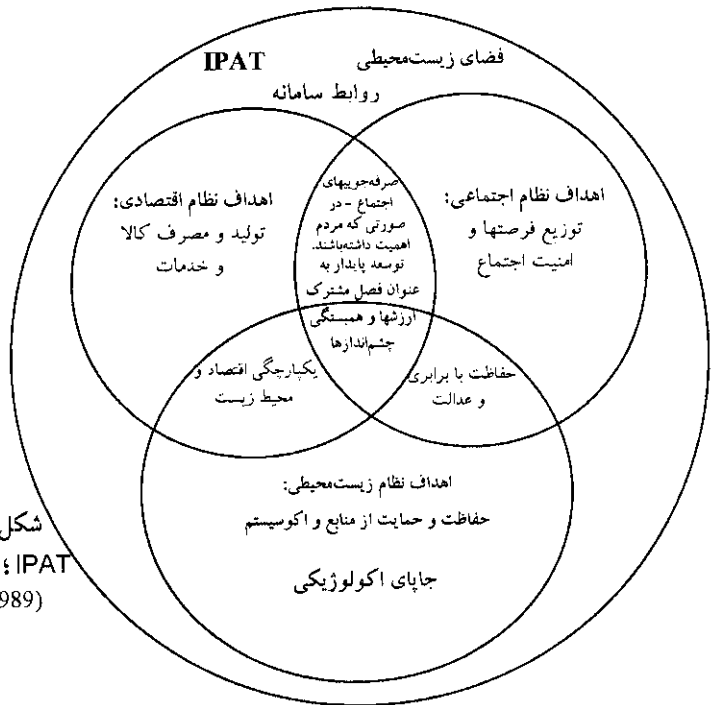 فضای زیست‌محیطی IPAT
روابط سامانه
اهداف نظام اقتصادی:
تولید و مصرف کالا
و خدمات
صرفه‌جوییهای
اجتماع - در
صورتی که مردم
اهمیت داشته‌باشند.
توسعه پایدار به
عنوان فصل مشترک
ارزشها و همبستگی
چشم‌اندازها
اهداف نظام اجتماعی:
توزیع فرصتها و
امنیت اجتماع
یکپارچگی اقتصاد و
محیط زیست
حفاظت با برابری
و عدالت
اهداف نظام زیست‌محیطی:
حفاظت و حمایت از منابع و اکوسیستم
جاپای اکولوژیکی
شکل
IPAT؛
989)